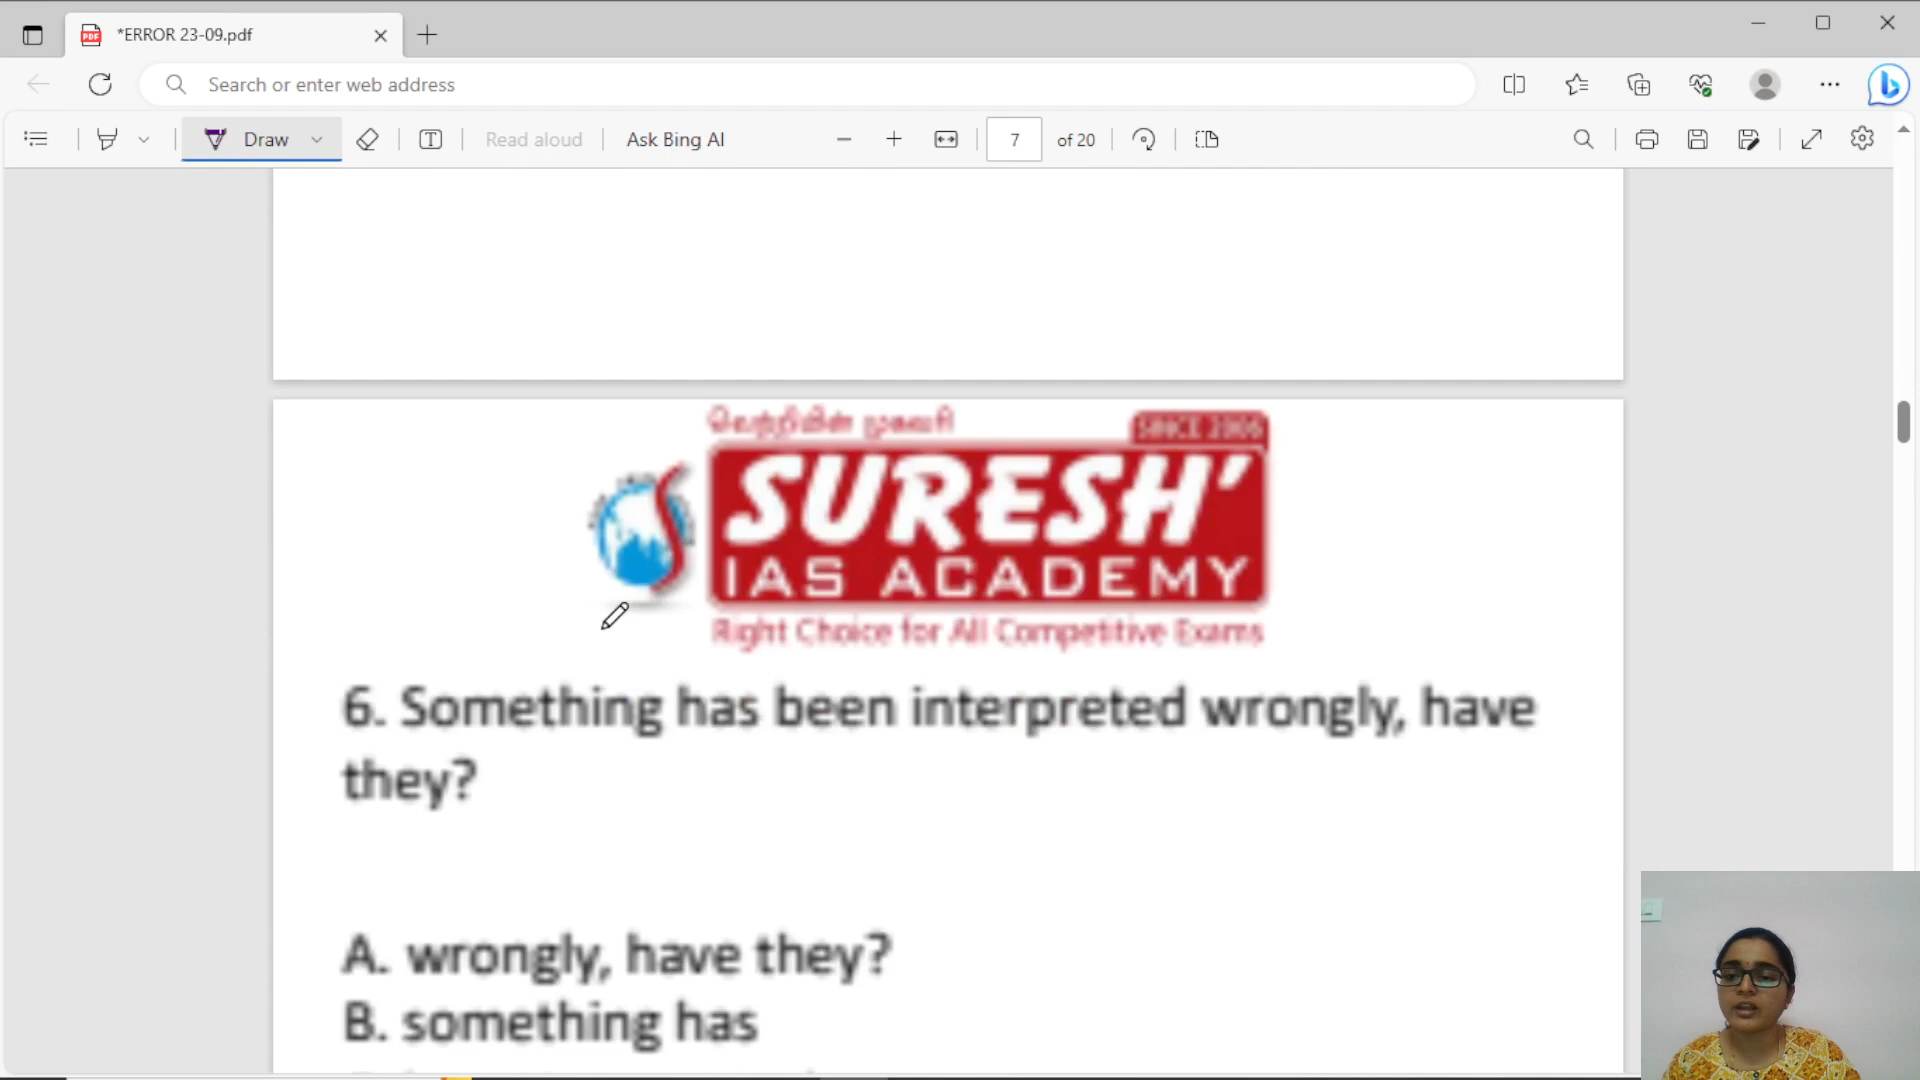 *ERROR 23-09.pdf
Search or enter web address
Draw
Read aloud
Ask Bing AI
7 of 20
வெற்றியின் முகவரி
SINCE 2006
SURESH'
IAS ACADEMY
Right Choice for All Competitive Exams
6. Something has been interpreted wrongly, have
they?
A. wrongly, have they?
B. something has